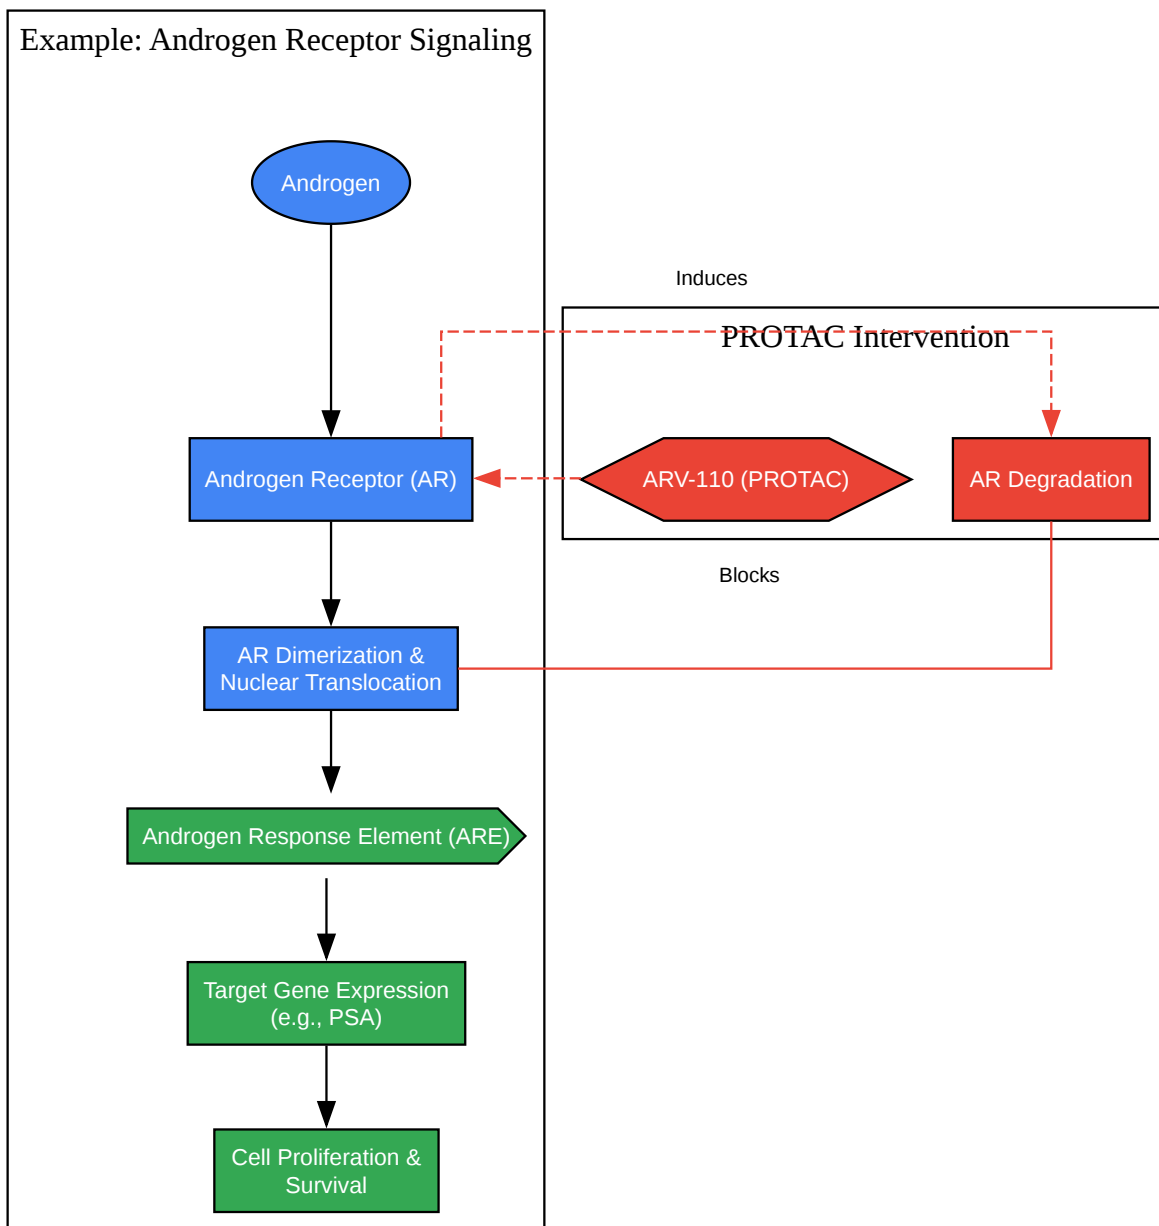 Example: Androgen Receptor Signaling
Androgen
Induces
PROTAC Intervention
Androgen Receptor (AR)
ARV-110 (PROTAC)
AR Degradation
Blocks
AR Dimerization &
Nuclear Translocation
Androgen Response Element (ARE)
Target Gene Expression
(e.g., PSA)
Cell Proliferation &
Survival